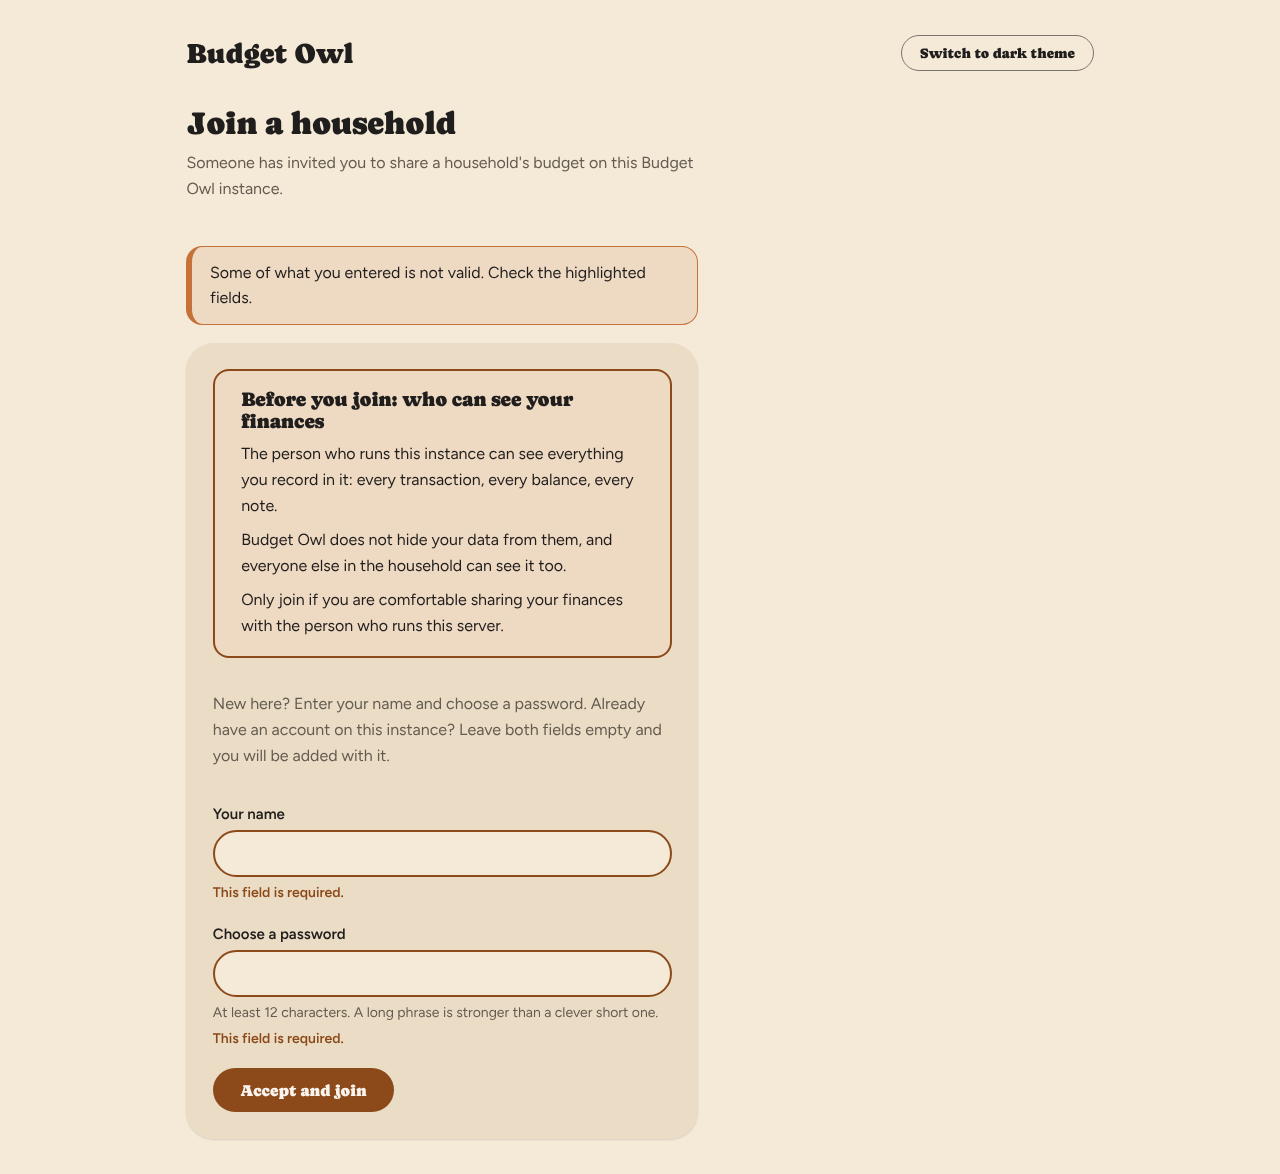 Budget Owl
Switch to dark theme
Join a household
Someone has invited you to share a household's budget on this Budget
Owl instance.
Some of what you entered is not valid. Check the highlighted
fields.
Before you join: who can see your
finances
The person who runs this instance can see everything
you record in it: every transaction, every balance, every
note.
Budget Owl does not hide your data from them, and
everyone else in the household can see it too.
Only join if you are comfortable sharing your finances
with the person who runs this server.
New here? Enter your name and choose a password. Already
have an account on this instance? Leave both fields empty and
you will be added with it.
Your name
This field is required.
Choose a password
At least 12 characters. A long phrase is stronger than a clever short one.
This field is required.
Accept and join